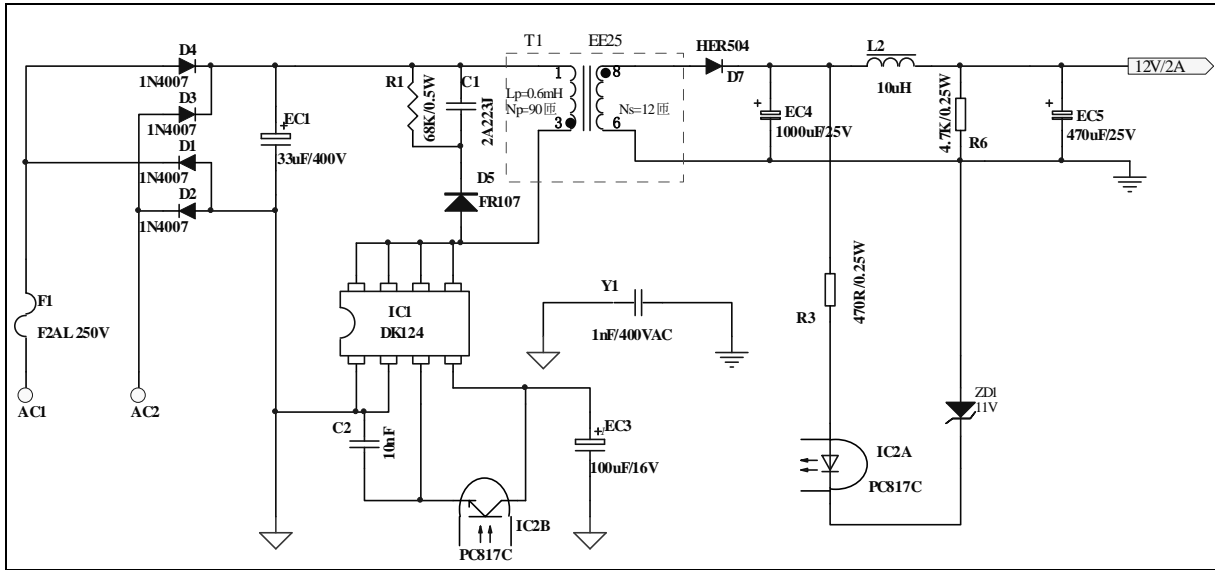 T1
EE25
D4
1N4007
D3
1N4007
D1
1N4007
D2
1N4007
EC1
+
33uF/400V
R1
68K/0.5W
C1
2A223J
D5
FR107
1
Lp=0.6mH
Np=90匝
3
8
Ns=12匝
6
HER504
D7
+
EC4
1000uF/25V
L2
10uH
4.7K/0.25W
R6
+
EC5
470uF/25V
12V/2A
F1
F2AL 250V
AC1
AC2
IC1
DK124
Y1
1nF/400VAC
470R/0.25W
R3
C2
10nF
+
EC3
100uF/16V
IC2B
PC817C
IC2A
PC817C
ZD1
11V